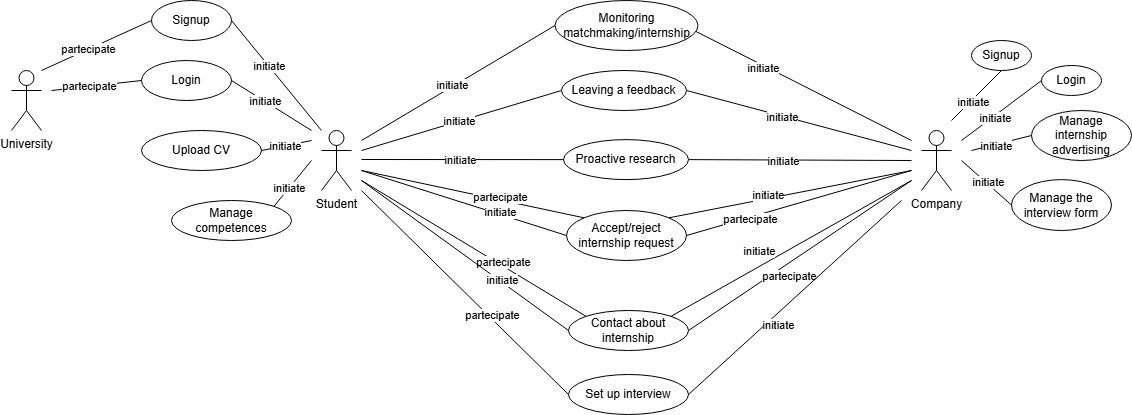 Signup
partecipate
initiate
Login
partecipate
initiate
University
Upload CV
initiate
Manage
competences
initiate
Student
Monitoring
matchmaking/internship
initiate
initiate
Leaving a feedback
initiate
initiate
Proactive research
initiate
initiate
Accept/reject
internship request
partecipate
initiate
initiate
partecipate
Contact about
internship
partecipate
initiate
initiate
partecipate
Set up interview
partecipate
initiate
Company
Signup
initiate
Login
initiate
Manage
internship
advertising
initiate
Manage the
interview form
initiate